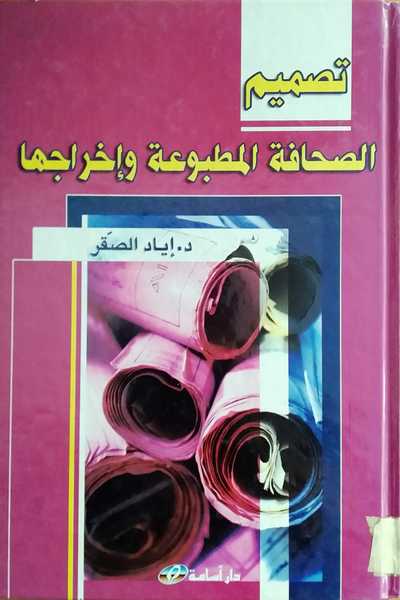 تصميم
الصحافة المطبوعة وإخراجها
د.إياد الصقر
دار أسامة